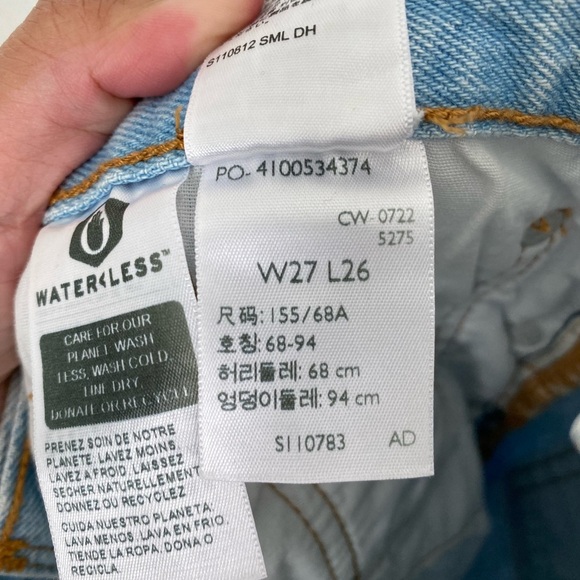 S110812 SML DH
PO- 4100534374
CW- 0722
5275
W27 L26
尺码: 155/68A
호칭: 68-94
허리둘레: 68 cm
엉덩이둘레: 94 cm
S110783 AD
WATER<LESS™
CARE FOR OUR
PLANET WASH
LESS, WASH COLD,
LINE DRY,
DONATE OR RECYCLE
PRENEZ SOIN DE NOTRE
PLANETE. LAVEZ MOINS,
LAVEZ A FROID, LAISSEZ
SECHER NATURELLEMENT
DONNEZ OU RECYCLEZ
CUIDA NUESTRO PLANETA.
LAVA MENOS, LAVA EN FRIO,
TIENDE LA ROPA, DONA O
RECICLA.